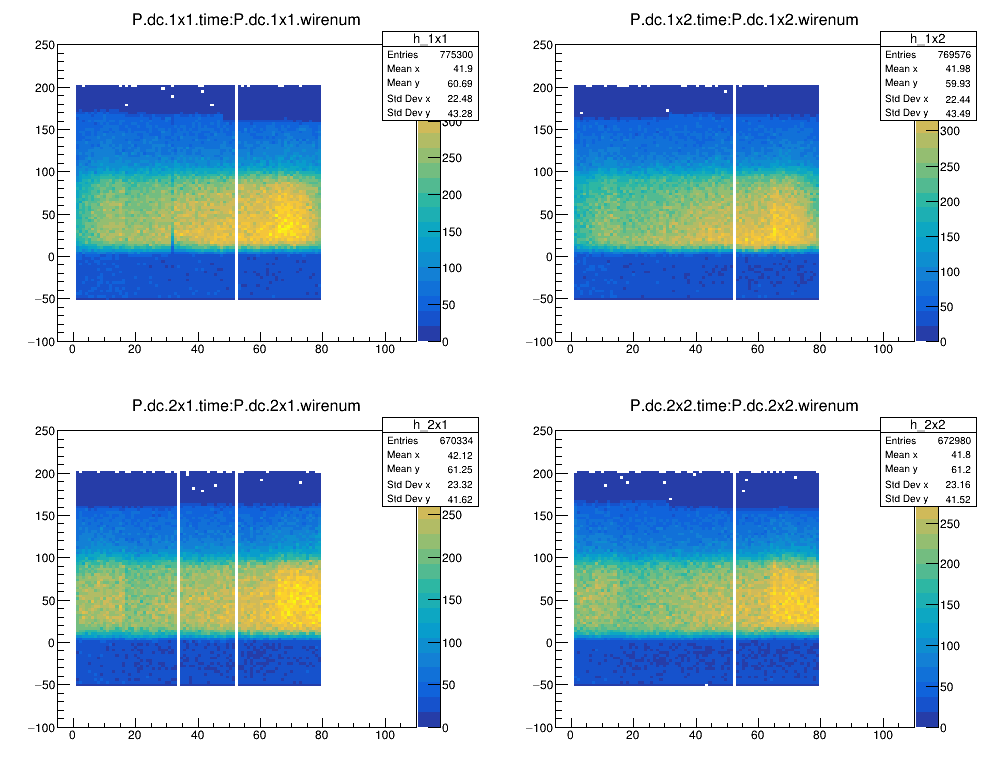 P.dc.1x1.time:P.dc.1x1.wirenum
h_1x1
Entries 775300
Mean x 41.9
Mean y 60.69
Std Dev x 22.48
Std Dev y 43.28
250
200
150
100
50
0
−50
−100
0 20 40 60 80 100
300
250
200
150
100
50
0
P.dc.1x2.time:P.dc.1x2.wirenum
h_1x2
Entries 769576
Mean x 41.98
Mean y 59.93
Std Dev x 22.44
Std Dev y 43.49
250
200
150
100
50
0
−50
−100
0 20 40 60 80 100
300
250
200
150
100
50
0
P.dc.2x1.time:P.dc.2x1.wirenum
h_2x1
Entries 670334
Mean x 42.12
Mean y 61.25
Std Dev x 23.32
Std Dev y 41.62
250
200
150
100
50
0
−50
−100
0 20 40 60 80 100
250
200
150
100
50
0
P.dc.2x2.time:P.dc.2x2.wirenum
h_2x2
Entries 672980
Mean x 41.8
Mean y 61.2
Std Dev x 23.16
Std Dev y 41.52
250
200
150
100
50
0
−50
−100
0 20 40 60 80 100
250
200
150
100
50
0